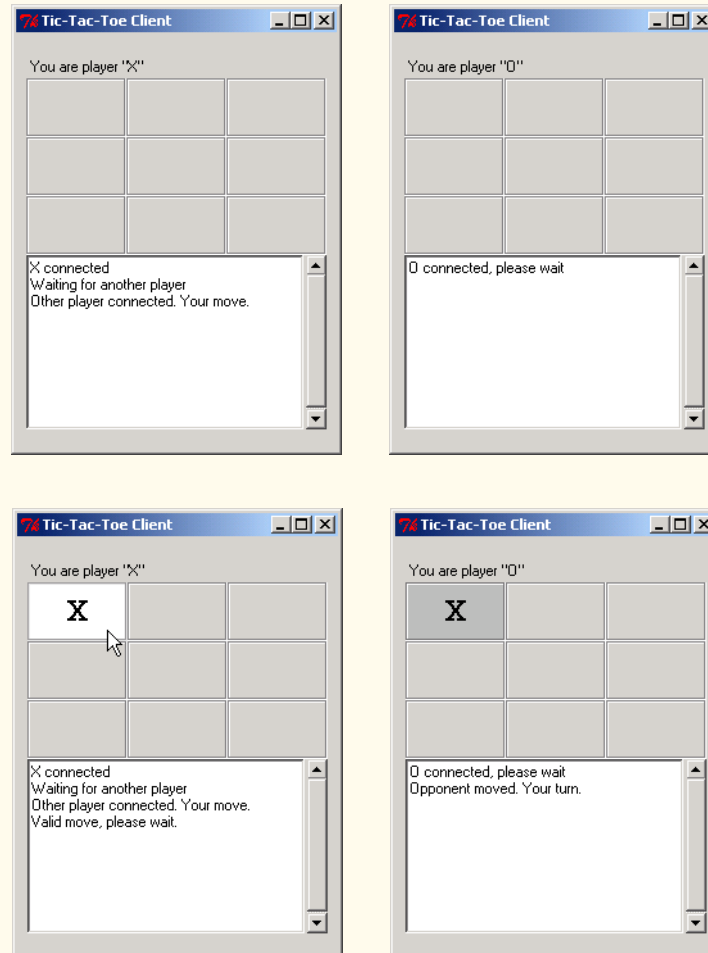 Tic-Tac-Toe Client
You are player "X"
X connected
Waiting for another player
Other player connected. Your move.
Tic-Tac-Toe Client
You are player "O"
O connected, please wait
Tic-Tac-Toe Client
You are player "X"
X
X connected
Waiting for another player
Other player connected. Your move.
Valid move, please wait.
Tic-Tac-Toe Client
You are player "O"
X
O connected, please wait
Opponent moved. Your turn.